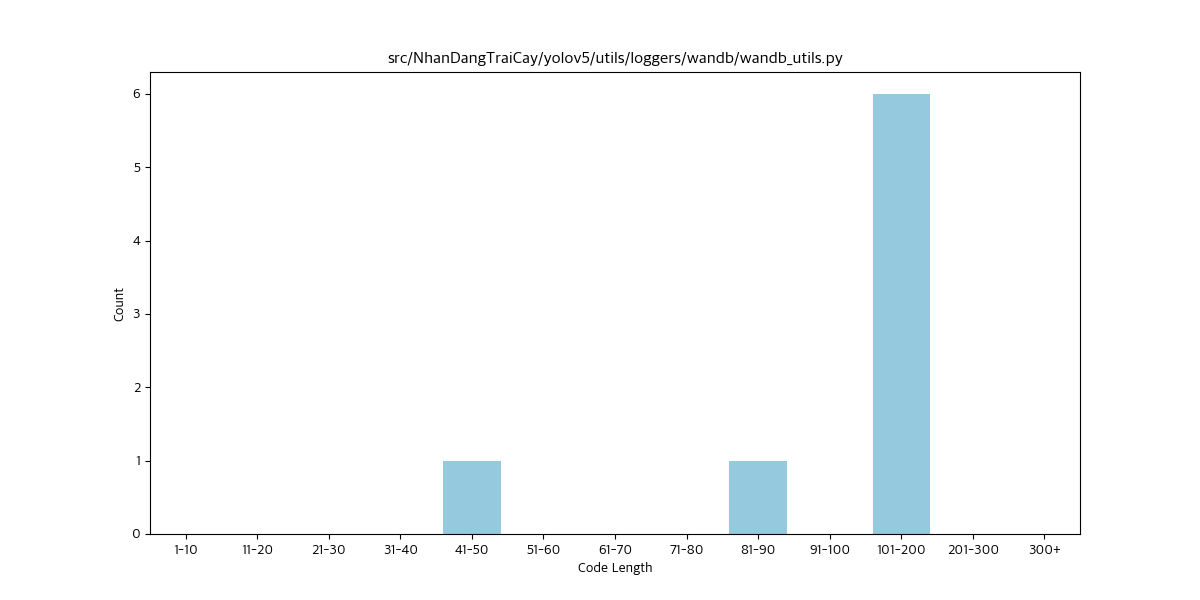 src/NhanDangTraiCay/yolov5/utils/loggers/wandb/wandb_utils.py
6
5
4
3
2
1
0
Count
1-10 11-20 21-30 31-40 41-50 51-60 61-70 71-80 81-90 91-100 101-200 201-300 300+
Code Length